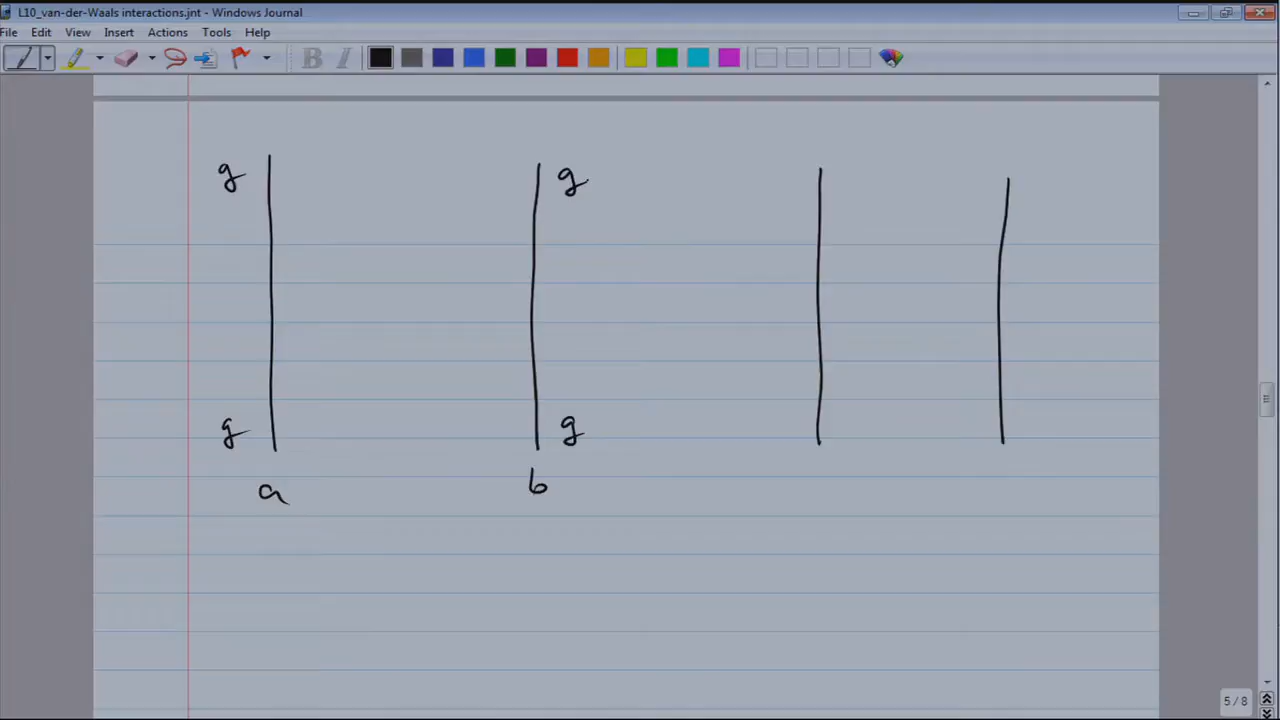 L10_van-der-Waals interactions.jnt - Windows Journal
File Edit View Insert Actions Tools Help
B I
g g
g g
a b
5 / 8